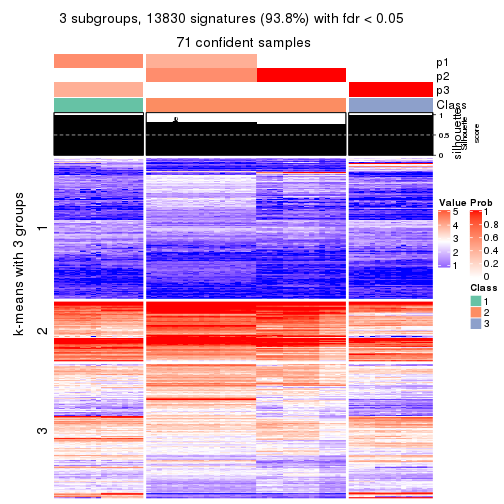 3 subgroups, 13830 signatures (93.8%) with fdr < 0.05
71 confident samples
p1
p2
p3
Class
silhouette
Silhouette
score
1
0.5
0
k-means with 3 groups
1
2
3
Value
5
4
3
2
1
Prob
1
0.8
0.6
0.4
0.2
0
Class
1
2
3